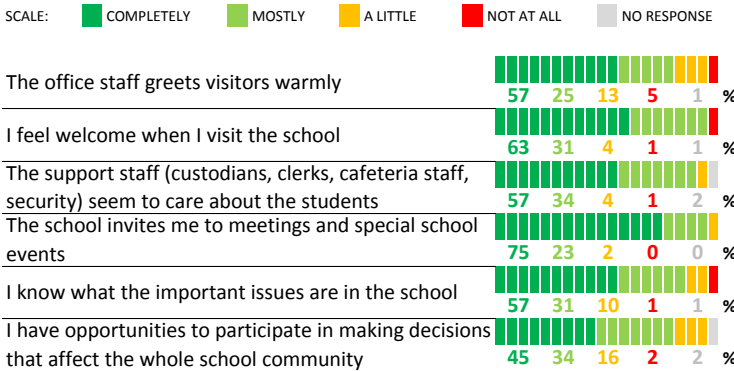 SCALE: COMPLETELY MOSTLY A LITTLE NOT AT ALL NO RESPONSE
The office staff greets visitors warmly
57 25 13 5 1 %
I feel welcome when I visit the school
63 31 4 1 1 %
The support staff (custodians, clerks, cafeteria staff,
security) seem to care about the students
57 34 4 1 2 %
The school invites me to meetings and special school
events
75 23 2 0 0 %
I know what the important issues are in the school
57 31 10 1 1 %
I have opportunities to participate in making decisions
that affect the whole school community
45 34 16 2 2 %